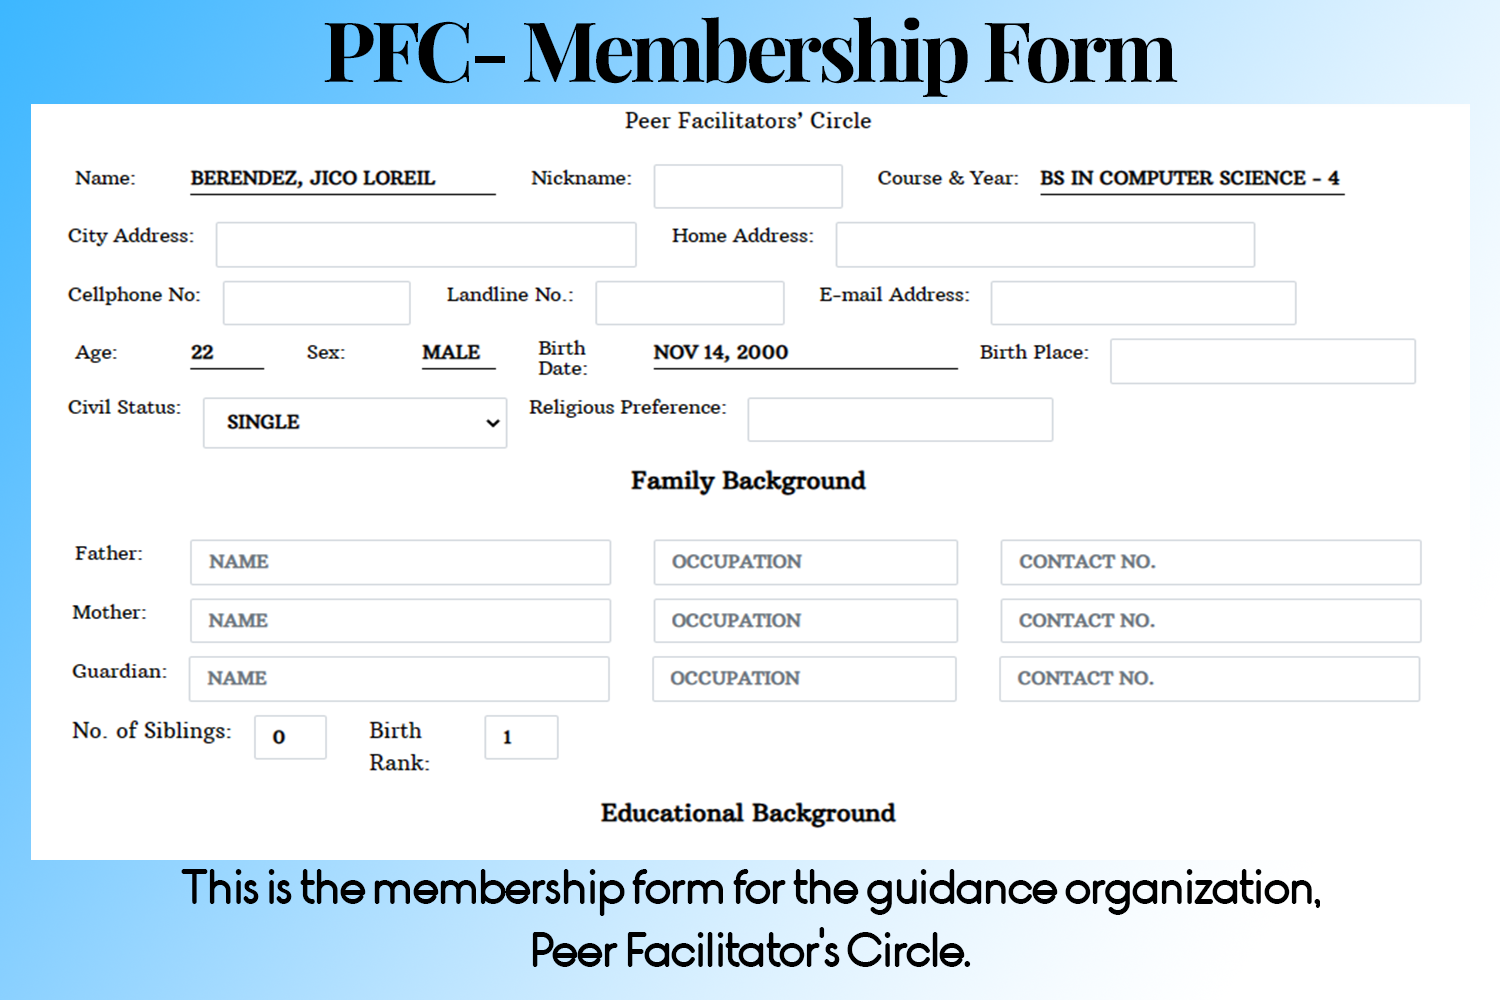 PFC- Membership Form
Peer Facilitators’ Circle
Name: BERENDEZ, JICO LOREIL Nickname: Course & Year: BS IN COMPUTER SCIENCE - 4
City Address: Home Address:
Cellphone No: Landline No.: E-mail Address:
Age: 22 Sex: MALE Birth Date: NOV 14, 2000 Birth Place:
Civil Status: SINGLE Religious Preference:
Family Background
Father: NAME OCCUPATION CONTACT NO.
Mother: NAME OCCUPATION CONTACT NO.
Guardian: NAME OCCUPATION CONTACT NO.
No. of Siblings: 0 Birth Rank: 1
Educational Background
This is the membership form for the guidance organization,
Peer Facilitator's Circle.